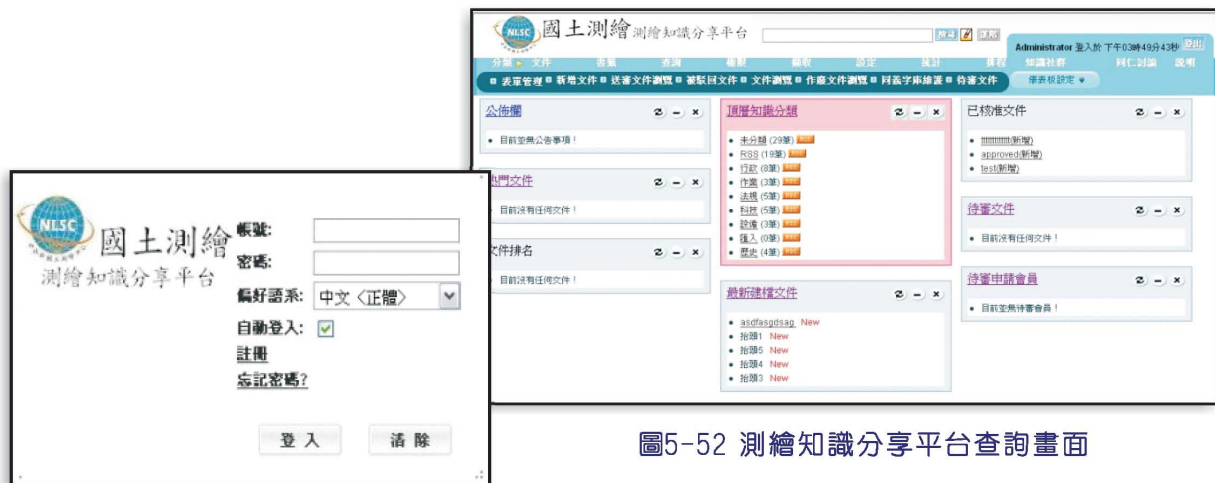 NLSC 國土測繪 測繪知識分享平台
Administrator 登入於 下午03時49分43秒 登出
分類 文件 書籤 查詢 權限 擷取 設定 統計 排程 知識社群 同仁討論 說明
表單管理 新增文件 送審文件瀏覽 被駁回文件 文件瀏覽 作廢文件瀏覽 同義字庫維護 待審文件 儀表板設定
公佈欄
目前並無公告事項!
熱門文件
目前沒有任何文件!
文件排名
目前沒有任何文件!
頂層知識分類
未分類 (29筆)
RSS (19筆)
行政 (8筆)
作業 (3筆)
法規 (5筆)
科技 (5筆)
設備 (3筆)
匯入 (0筆)
歷史 (4筆)
最新建檔文件
asdfasgdsag New
抬頭1 New
抬頭5 New
抬頭4 New
抬頭3 New
已核准文件
approved(新增)
test(新增)
待審文件
目前沒有任何文件!
待審申請會員
目前並無待審會員!
NLSC 國土測繪
測繪知識分享平台
帳號:
密碼:
偏好語系: 中文〈正體〉
自動登入:
註冊
忘記密碼?
登 入 清 除
圖5-52 測繪知識分享平台查詢畫面